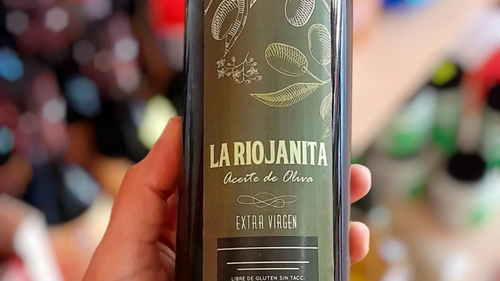 LA RIOJANITA
Aceite de Oliva
EXTRA VIRGEN
LIBRE DE GLUTEN SIN TACC.